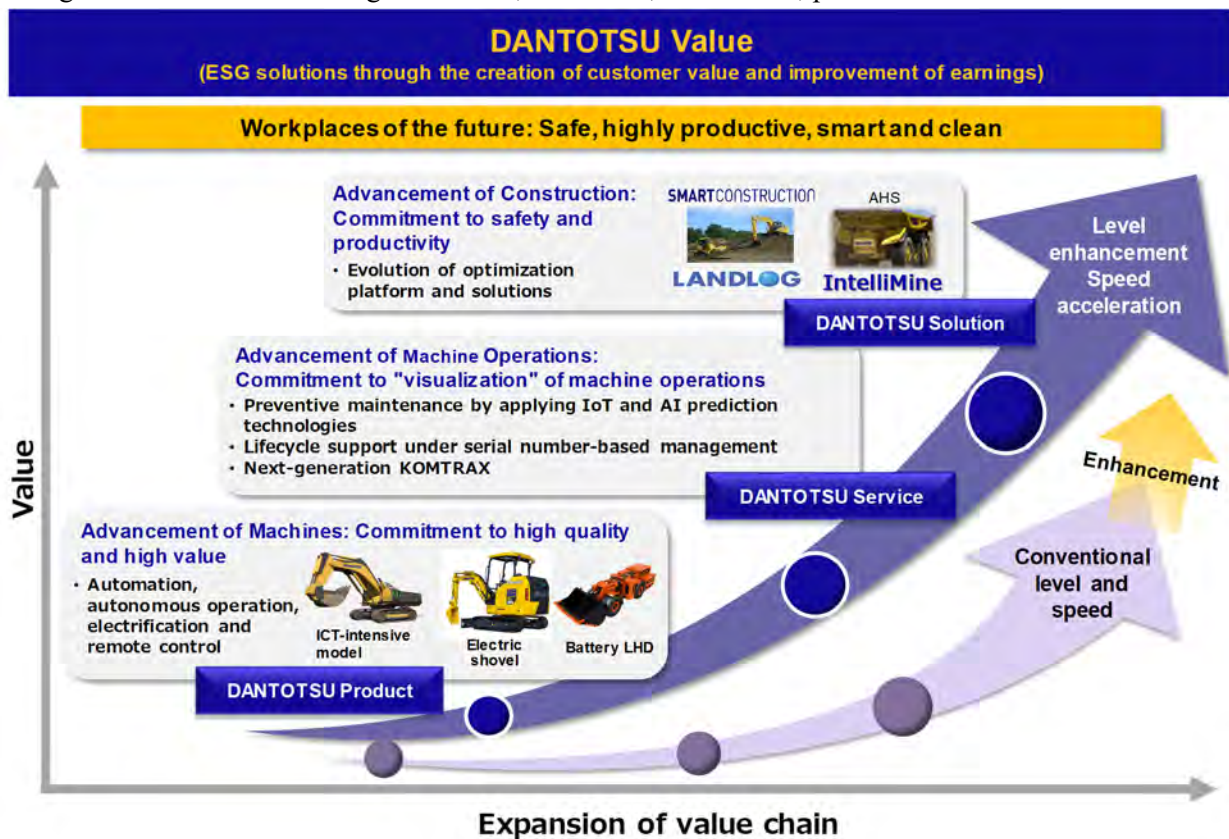 DANTOTSU Value
(ESG solutions through the creation of customer value and improvement of earnings)
Workplaces of the future: Safe, highly productive, smart and clean
Advancement of Construction:
Commitment to safety and
productivity
• Evolution of optimization
platform and solutions
SMARTCONSTRUCTION
LANDLOG
AHS
IntelliMine
DANTOTSU Solution
Level
enhancement
Speed
acceleration
Advancement of Machine Operations:
Commitment to "visualization" of machine operations
• Preventive maintenance by applying IoT and AI prediction
technologies
• Lifecycle support under serial number-based management
• Next-generation KOMTRAX
DANTOTSU Service
Enhancement
Advancement of Machines: Commitment to high quality
and high value
• Automation,
autonomous operation,
electrification and
remote control
ICT-intensive
model
Electric
shovel
Battery LHD
DANTOTSU Product
Conventional
level and
speed
Value
Expansion of value chain